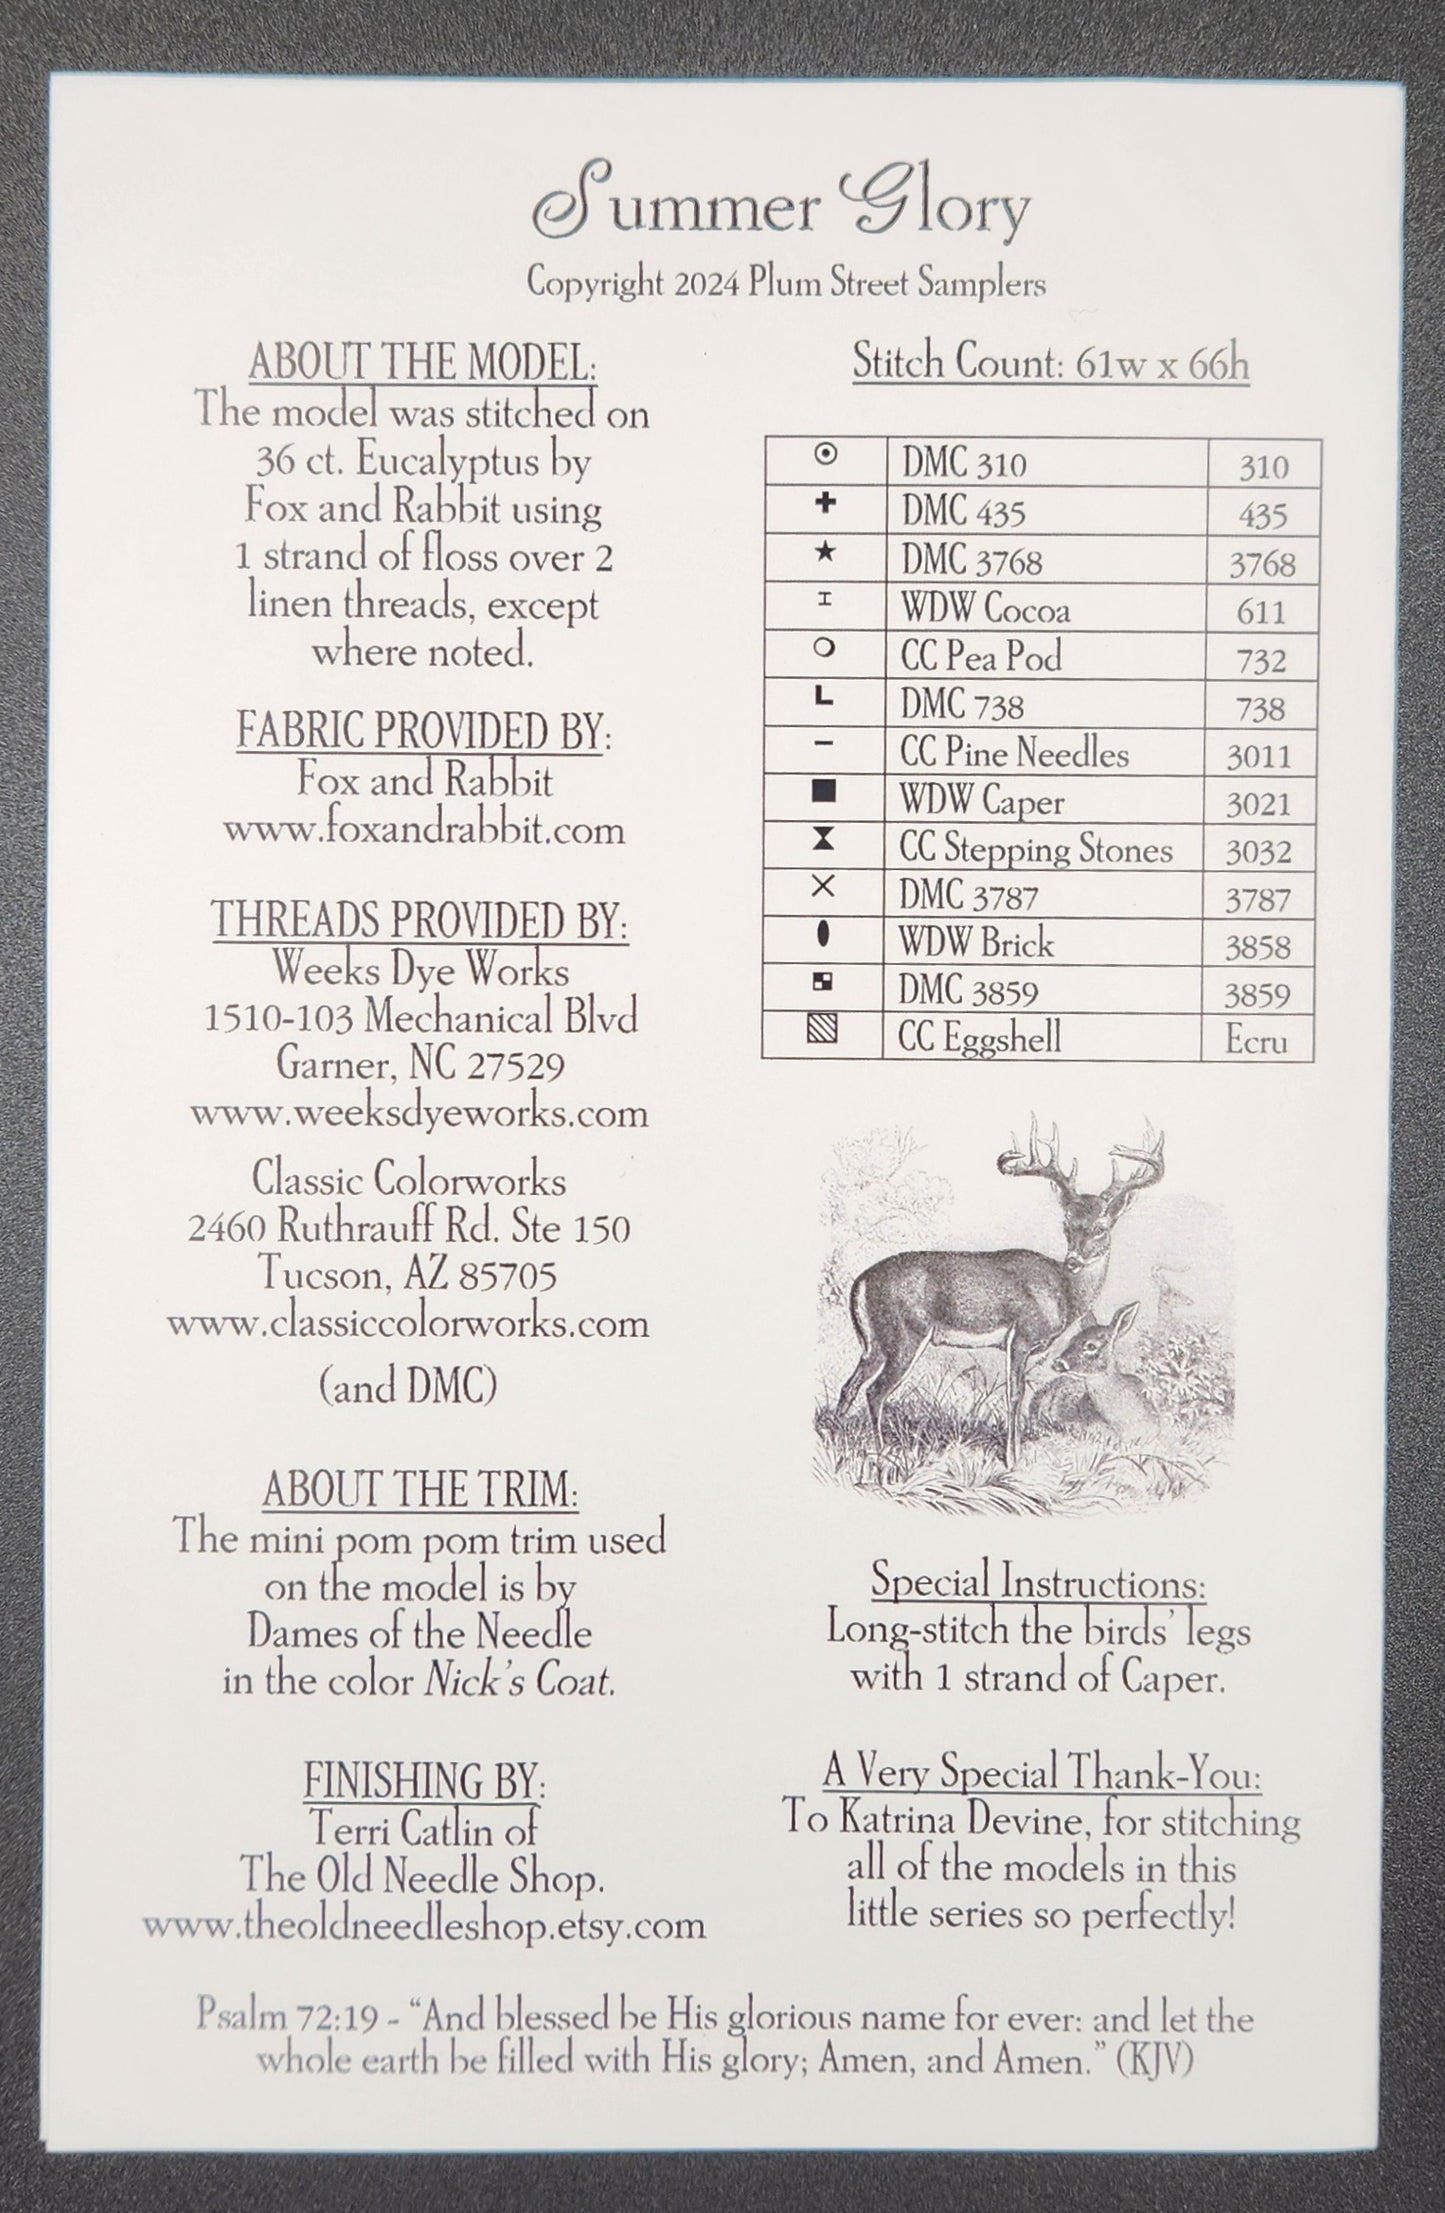 Summer Glory
Copyright 2024 Plum Street Samplers
ABOUT THE MODEL:
The model was stitched on
36 ct. Eucalyptus by
Fox and Rabbit using
1 strand of floss over 2
linen threads, except
where noted.
FABRIC PROVIDED BY:
Fox and Rabbit
www.foxandrabbit.com
THREADS PROVIDED BY:
Weeks Dye Works
1510-103 Mechanical Blvd
Garner, NC 27529
www.weeksdyeworks.com
Classic Colorworks
2460 Ruthrauff Rd. Ste 150
Tucson, AZ 85705
www.classiccolorworks.com
(and DMC)
ABOUT THE TRIM:
The mini pom pom trim used
on the model is by
Dames of the Needle
in the color Nick's Coat.
FINISHING BY:
Terri Catlin of
The Old Needle Shop.
www.theoldneedleshop.etsy.com
Stitch Count: 61w x 66h
DMC 310 310
DMC 435 435
DMC 3768 3768
WDW Cocoa 611
CC Pea Pod 732
DMC 738 738
CC Pine Needles 3011
WDW Caper 3021
CC Stepping Stones 3032
DMC 3787 3787
WDW Brick 3858
DMC 3859 3859
CC Eggshell Ecru
Special Instructions:
Long-stitch the birds' legs
with 1 strand of Caper.
A Very Special Thank-You:
To Katrina Devine, for stitching
all of the models in this
little series so perfectly!
Psalm 72:19 - "And blessed be His glorious name for ever: and let the
whole earth be filled with His glory; Amen, and Amen." (KJV)